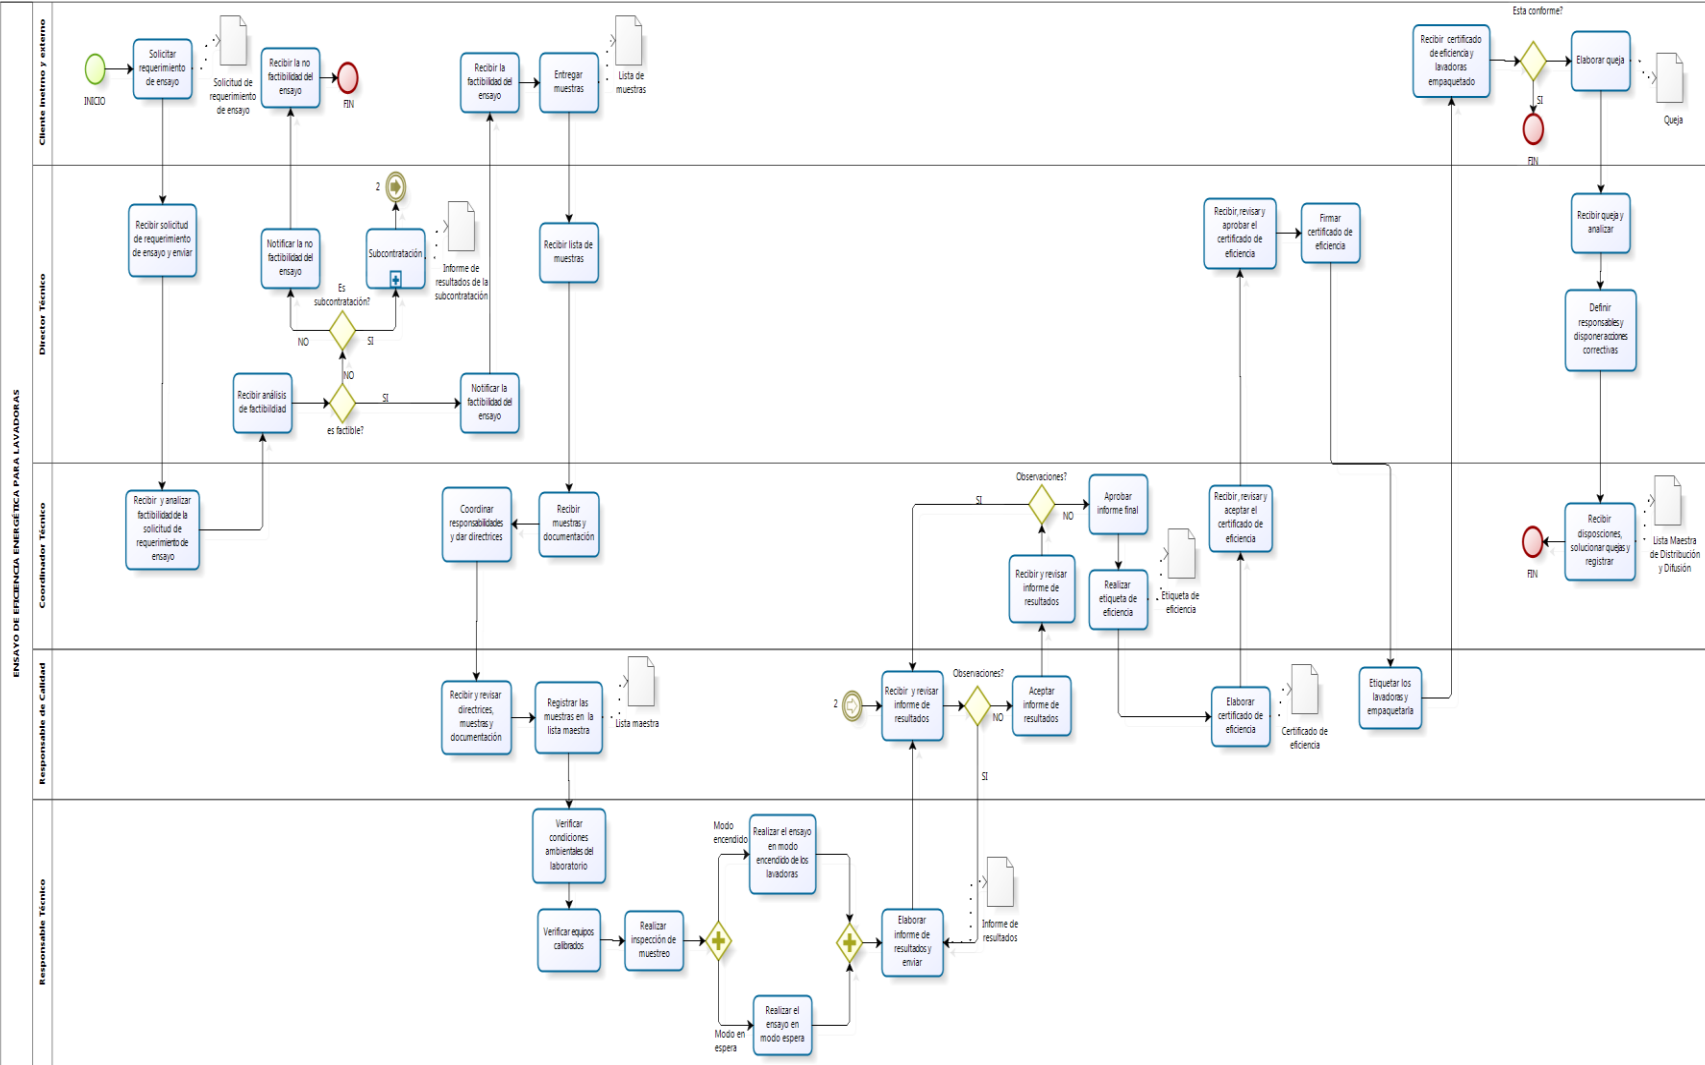 ENSAYO DE EFICIENCIA ENERGÉTICA PARA LAVADORAS
Cliente Inetrno y externo
INICIO
Solicitar
requerimiento
de ensayo
Solicitud de
requerimiento
de ensayo
Recibir la no
factibilidad del
ensayo
FIN
Recibir la
factibilidad del
ensayo
Entregar
muestras
Lista de
muestras
Recibir certificado
de eficiencia y
lavadoras
empaquetado
Esta conforme?
SI
FIN
Elaborar queja
Queja
Director Técnico
Recibir solicitud
de requerimiento
de ensayo y enviar
Notificar la no
factibilidad del
ensayo
2
Subcontratación
Informe de
resultados de la
subcontratación
Es
subcontratación?
NO
SI
NO
Recibir análisis
de factibilidiad
es factible?
SI
Notificar la
factibilidad del
ensayo
Recibir lista de
muestras
Recibir, revisar y
aprobar el
certificado de
eficiencia
Firmar
certificado de
eficiencia
Recibir queja y
analizar
Definir
responsables y
disponer acciones
correctivas
Coordinador Técnico
Recibir y analizar
factibilidad de la
solicitud de
requerimiento de
ensayo
Coordinar
responsabilidades
y dar directrices
Recibir
muestras y
documentación
Observaciones?
SI
NO
Aprobar
informe final
Recibir y revisar
informe de
resultados
Realizar
etiqueta de
eficiencia
Etiqueta de
eficiencia
Recibir, revisar y
aceptar el
certificado de
eficiencia
FIN
Recibir
disposciones,
solucionar quejas y
registrar
Lista Maestra
de Distribución
y Difusión
Responsable de Calidad
Recibir y revisar
directrices,
muestras y
documentación
Registrar las
muestras en la
lista maestra
Lista maestra
2
Recibir y revisar
informe de
resultados
Observaciones?
NO
SI
Aceptar
informe de
resultados
Elaborar
certificado de
eficiencia
Certificado de
eficiencia
Etiquetar los
lavadoras y
empaquetarla
Responsable Técnico
Verificar
condiciones
ambientales del
laboratorio
Verificar equipos
calibrados
Realizar
inspección de
muestreo
Modo
encendido
Realizar el ensayo
en modo
encendido de los
lavadoras
Modo en
espera
Realizar el
ensayo en
modo espera
Elaborar
informe de
resultados y
enviar
Informe de
resultados